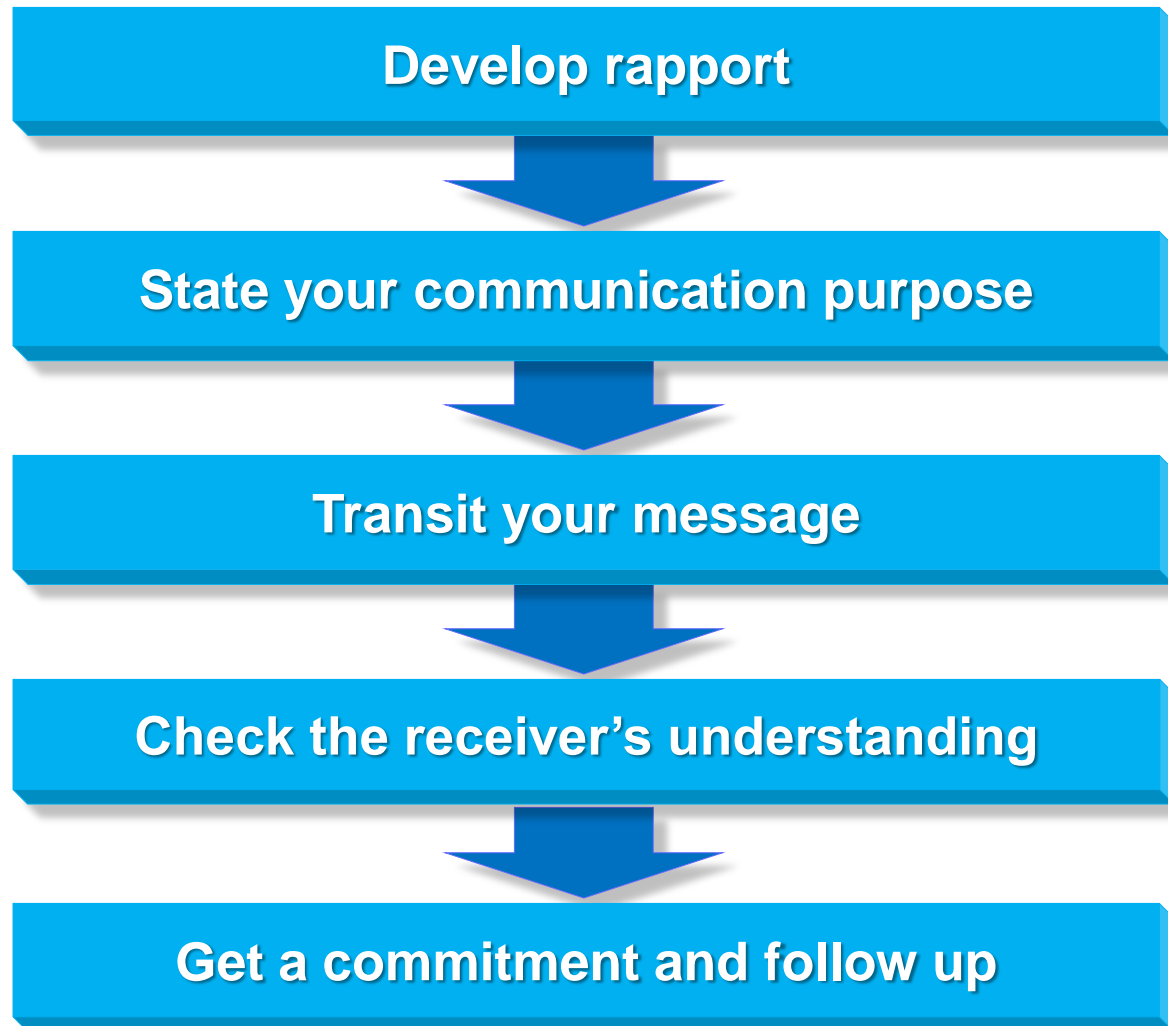 Develop rapport
State your communication purpose
Transit your message
Check the receiver’s understanding
Get a commitment and follow up